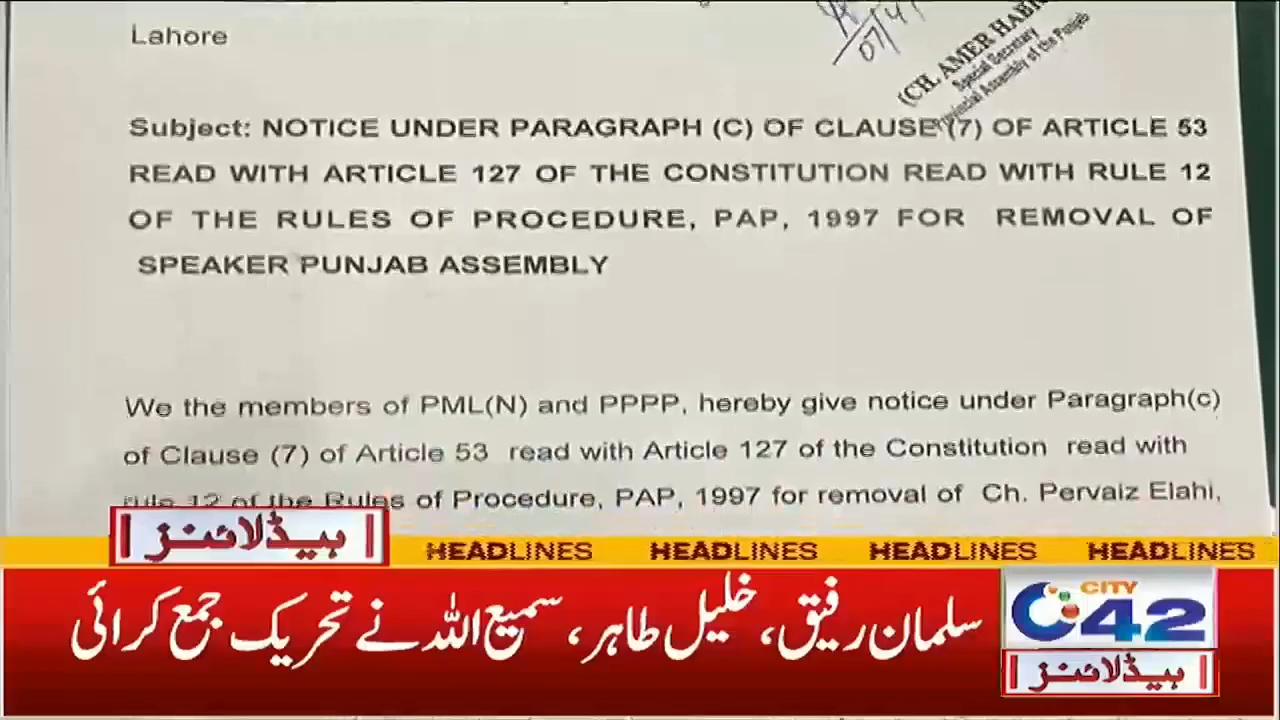 Lahore
07/4/
(CH. AMER HABI
Special Secretary
Provincial Assembly of the Punjab
Subject: NOTICE UNDER PARAGRAPH (C) OF CLAUSE (7) OF ARTICLE 53
READ WITH ARTICLE 127 OF THE CONSTITUTION READ WITH RULE 12
OF THE RULES OF PROCEDURE, PAP, 1997 FOR REMOVAL OF
SPEAKER PUNJAB ASSEMBLY
We the members of PML(N) and PPPP, hereby give notice under Paragraph(c)
of Clause (7) of Article 53 read with Article 127 of the Constitution read with
rule 12 of the Rules of Procedure, PAP, 1997 for removal of Ch. Pervaiz Elahi,
ہیڈلائنز
HEADLINES HEADLINES HEADLINES HEADLINES
سلمان رفیق، خلیل طاہر، سمیع اللہ نے تحریک جمع کرائی
CITY
42
ہیڈلائنز